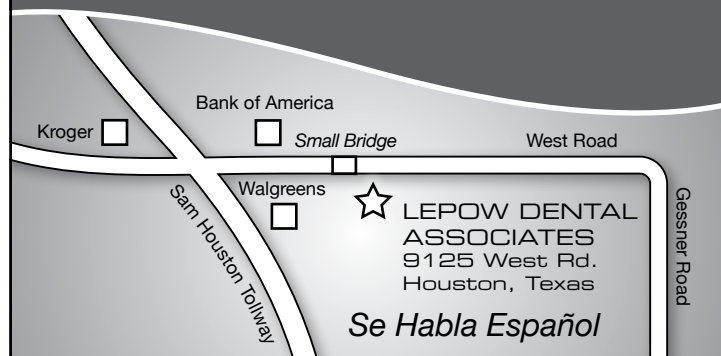 Bank of America
Kroger
Small Bridge
West Road
Walgreens
Sam Houston Tollway
Gessner Road
LEPOW DENTAL
ASSOCIATES
9125 West Rd.
Houston, Texas
Se Habla Español